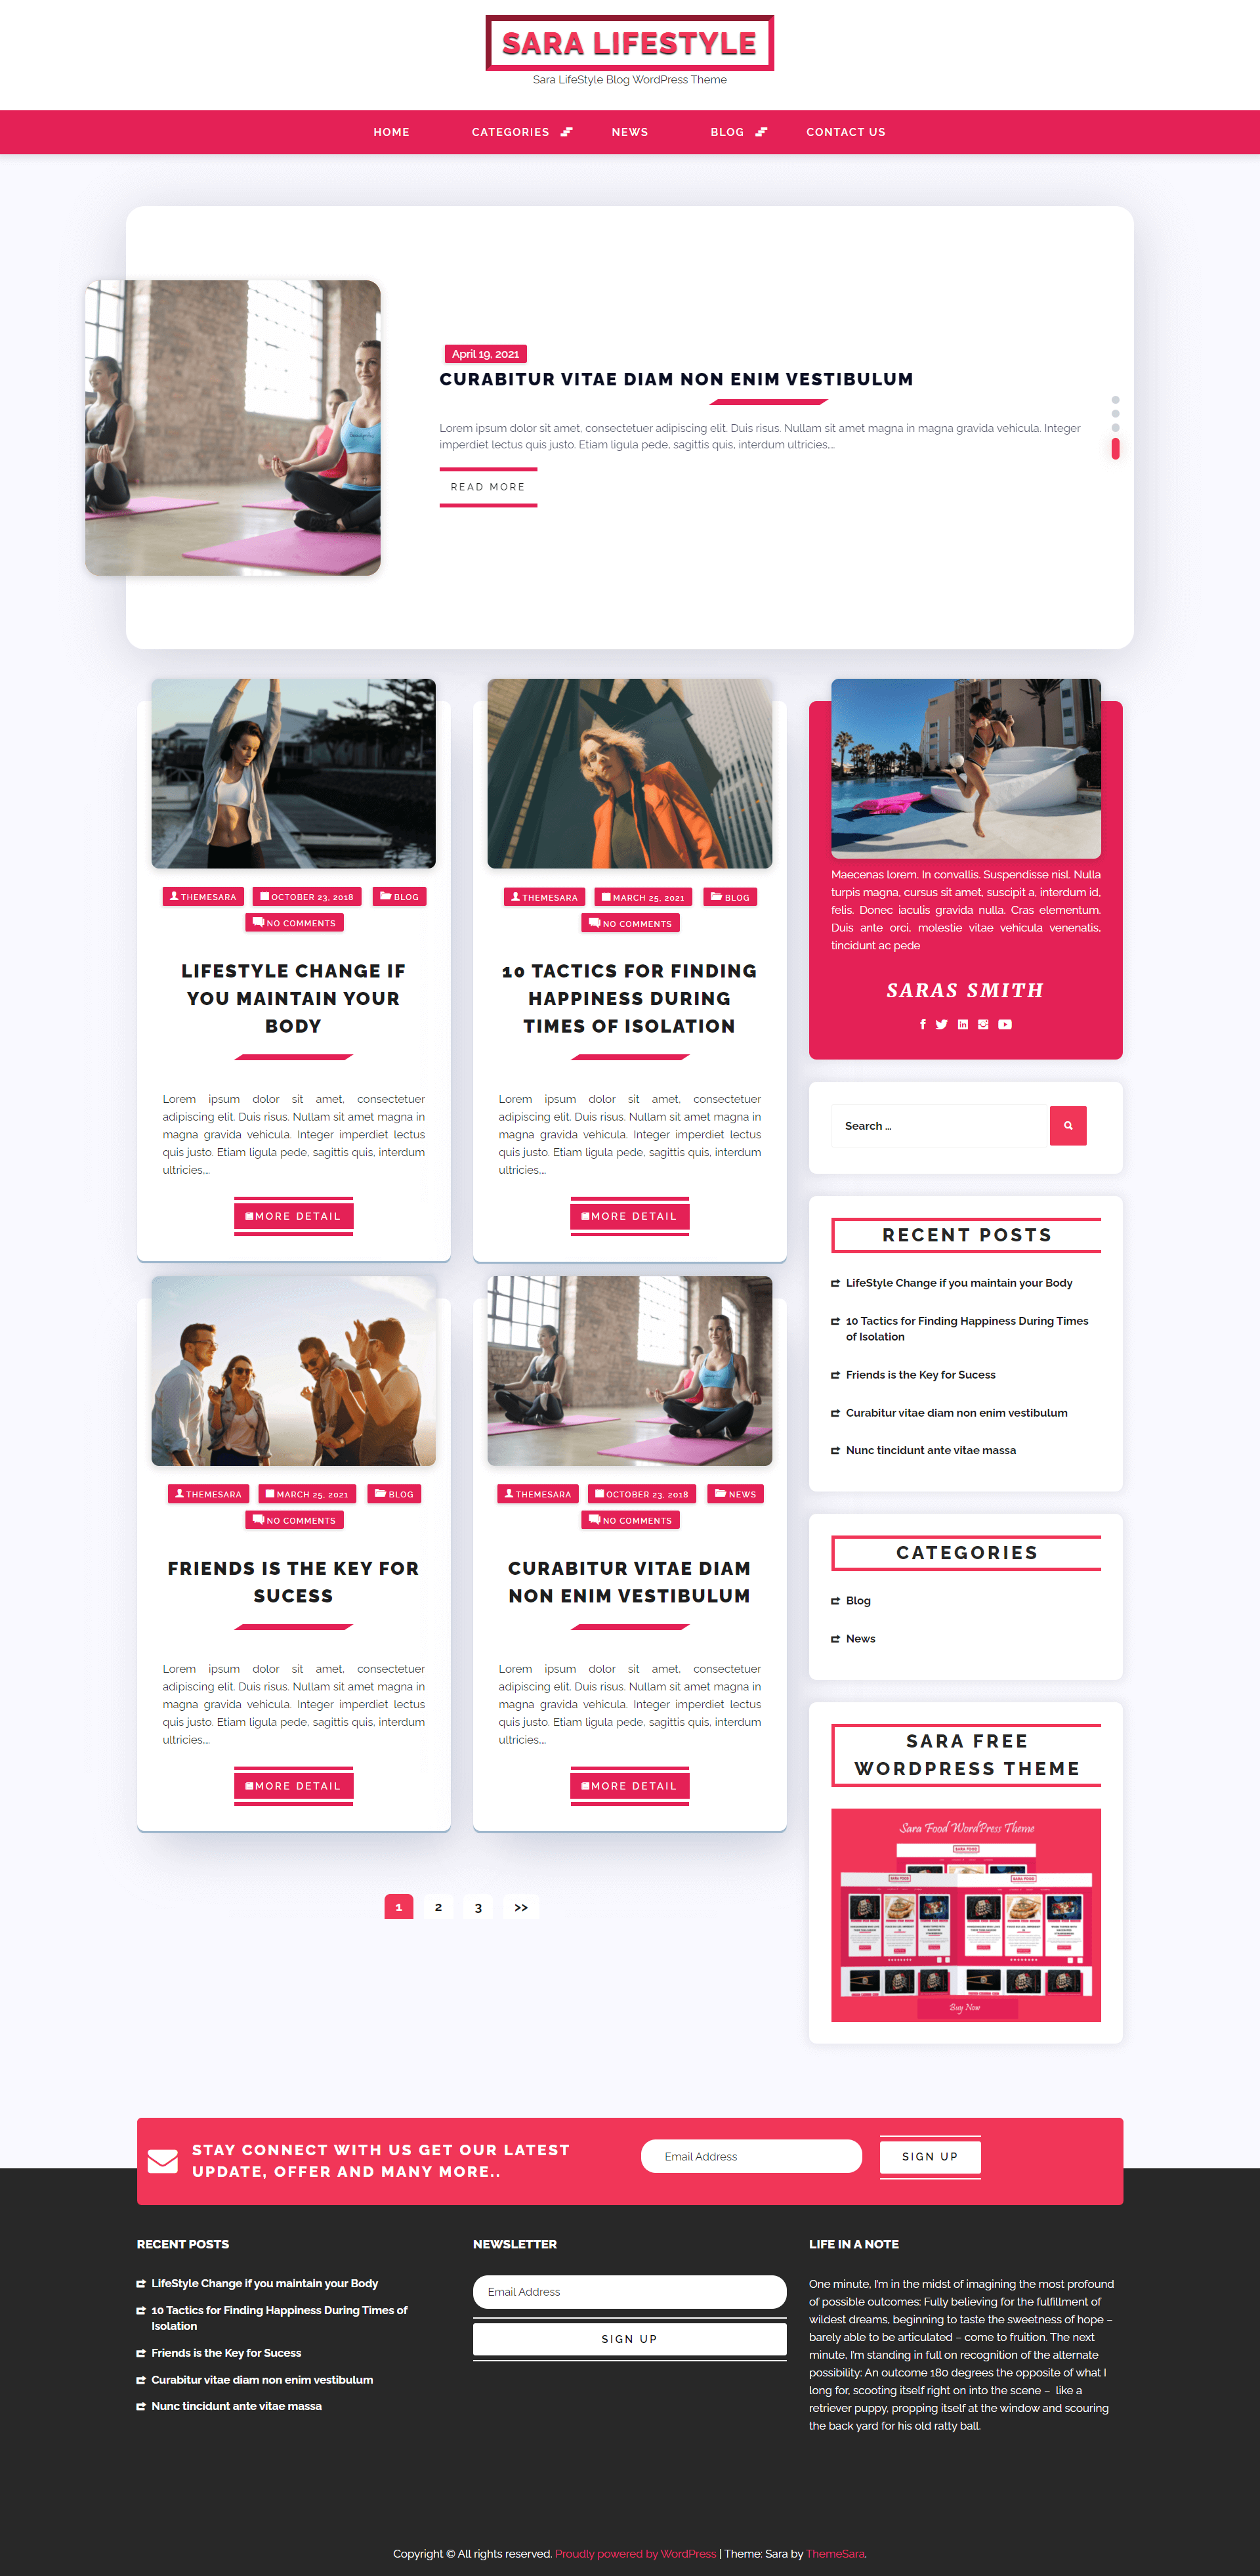 SARA LIFESTYLE
Sara LifeStyle Blog WordPress Theme
HOME CATEGORIES NEWS BLOG CONTACT US
April 19, 2021
CURABITUR VITAE DIAM NON ENIM VESTIBULUM
Lorem ipsum dolor sit amet, consectetuer adipiscing elit. Duis risus. Nullam sit amet magna in magna gravida vehicula. Integer
imperdiet lectus quis justo. Etiam ligula pede, sagittis quis, interdum ultricies,...
READ MORE
THEMESARA OCTOBER 23, 2018 BLOG
NO COMMENTS
LIFESTYLE CHANGE IF
YOU MAINTAIN YOUR
BODY
Lorem ipsum dolor sit amet, consectetuer
adipiscing elit. Duis risus. Nullam sit amet magna in
magna gravida vehicula. Integer imperdiet lectus
quis justo. Etiam ligula pede, sagittis quis, interdum
ultricies,...
MORE DETAIL
THEMESARA MARCH 25, 2021 BLOG
NO COMMENTS
10 TACTICS FOR FINDING
HAPPINESS DURING
TIMES OF ISOLATION
Lorem ipsum dolor sit amet, consectetuer
adipiscing elit. Duis risus. Nullam sit amet magna in
magna gravida vehicula. Integer imperdiet lectus
quis justo. Etiam ligula pede, sagittis quis, interdum
ultricies,...
MORE DETAIL
THEMESARA MARCH 25, 2021 BLOG
NO COMMENTS
FRIENDS IS THE KEY FOR
SUCESS
Lorem ipsum dolor sit amet, consectetuer
adipiscing elit. Duis risus. Nullam sit amet magna in
magna gravida vehicula. Integer imperdiet lectus
quis justo. Etiam ligula pede, sagittis quis, interdum
ultricies,...
MORE DETAIL
THEMESARA OCTOBER 23, 2018 NEWS
NO COMMENTS
CURABITUR VITAE DIAM
NON ENIM VESTIBULUM
Lorem ipsum dolor sit amet, consectetuer
adipiscing elit. Duis risus. Nullam sit amet magna in
magna gravida vehicula. Integer imperdiet lectus
quis justo. Etiam ligula pede, sagittis quis, interdum
ultricies,...
MORE DETAIL
1 2 3 >>
Maecenas lorem. In convallis. Suspendisse nisl. Nulla
turpis magna, cursus sit amet, suscipit a, interdum id,
felis. Donec iaculis gravida nulla. Cras elementum.
Duis ante orci, molestie vitae vehicula venenatis,
tincidunt ac pede
SARAS SMITH
Search ...
RECENT POSTS
LifeStyle Change if you maintain your Body
10 Tactics for Finding Happiness During Times
of Isolation
Friends is the Key for Sucess
Curabitur vitae diam non enim vestibulum
Nunc tincidunt ante vitae massa
CATEGORIES
Blog
News
SARA FREE
WORDPRESS THEME
Sara Food WordPress Theme
SARA FOOD
SARA FOOD
SARA FOOD
Buy Now
STAY CONNECT WITH US GET OUR LATEST
UPDATE, OFFER AND MANY MORE..
Email Address
SIGN UP
RECENT POSTS
LifeStyle Change if you maintain your Body
10 Tactics for Finding Happiness During Times of
Isolation
Friends is the Key for Sucess
Curabitur vitae diam non enim vestibulum
Nunc tincidunt ante vitae massa
NEWSLETTER
Email Address
SIGN UP
LIFE IN A NOTE
One minute, I'm in the midst of imagining the most profound
of possible outcomes: Fully believing for the fulfillment of
wildest dreams, beginning to taste the sweetness of hope –
barely able to be articulated – come to fruition. The next
minute, I'm standing in full on recognition of the alternate
possibility: An outcome 180 degrees the opposite of what I
long for, scooting itself right on into the scene – like a
retriever puppy, propping itself at the window and scouring
the back yard for his old ratty ball.
Copyright © All rights reserved. Proudly powered by WordPress | Theme: Sara by ThemeSara.